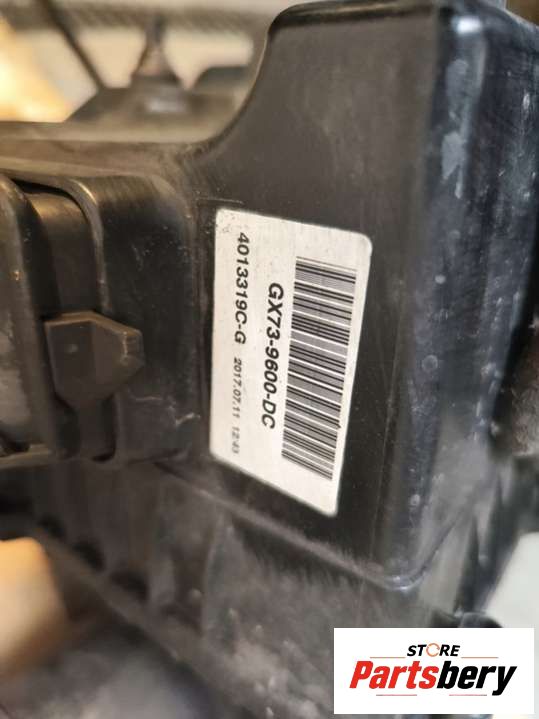 GX73-9600-DC
4013319C-G 2017.07.11 12:43
STORE
Partsbery